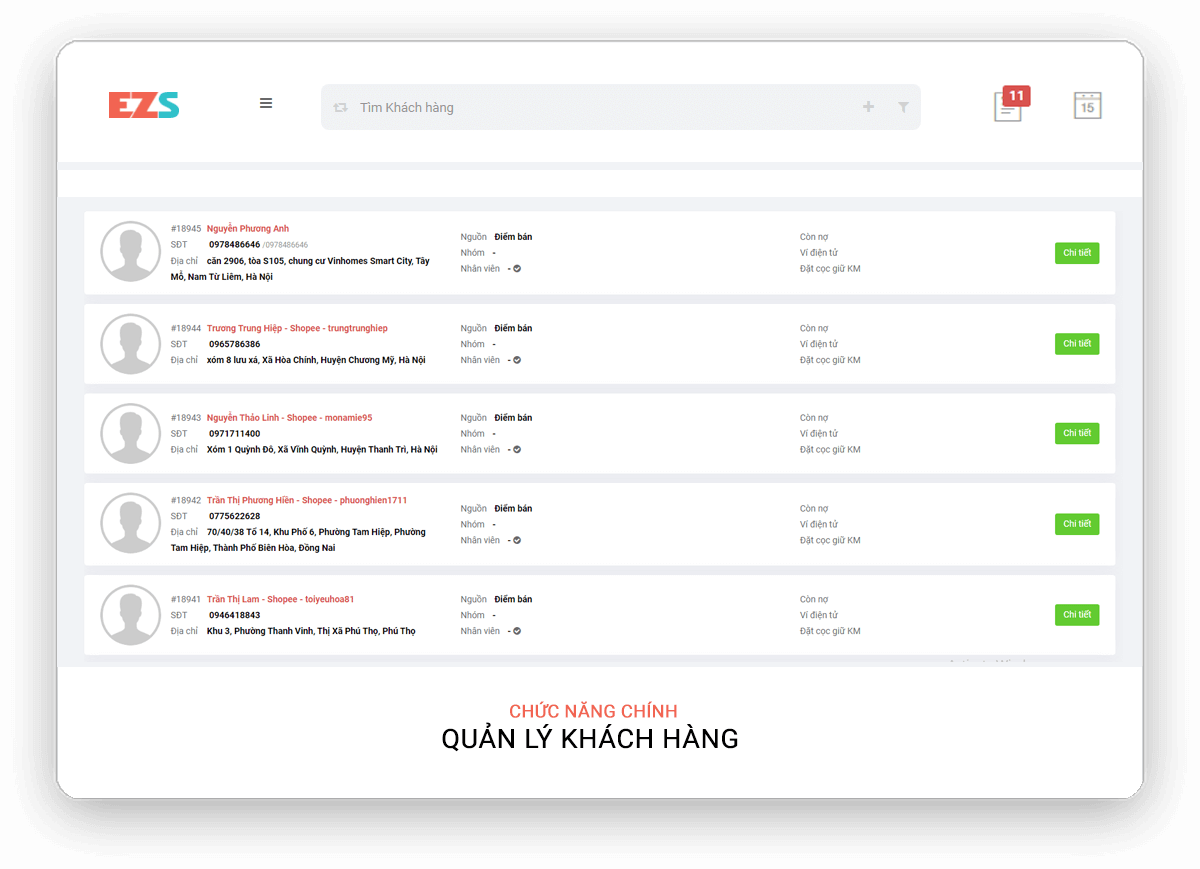 EZS
Tìm Khách hàng
11
15
#18945 Nguyễn Phương Anh
SĐT 0978486646 /0978486646
Địa chỉ căn 2906, tòa S105, chung cư Vinhomes Smart City, Tây
Mỗ, Nam Từ Liêm, Hà Nội
Nguồn Điểm bán
Nhóm -
Nhân viên -
Còn nợ
Ví điện tử
Đặt cọc giữ KM
Chi tiết
#18944 Trương Trung Hiệp - Shopee - trungtrunghiep
SĐT 0965786386
Địa chỉ xóm 8 lưu xá, Xã Hòa Chính, Huyện Chương Mỹ, Hà Nội
Nguồn Điểm bán
Nhóm -
Nhân viên -
Còn nợ
Ví điện tử
Đặt cọc giữ KM
Chi tiết
#18943 Nguyễn Thảo Linh - Shopee - monamie95
SĐT 0971711400
Địa chỉ Xóm 1 Quỳnh Đô, Xã Vĩnh Quỳnh, Huyện Thanh Trì, Hà Nội
Nguồn Điểm bán
Nhóm -
Nhân viên -
Còn nợ
Ví điện tử
Đặt cọc giữ KM
Chi tiết
#18942 Trần Thị Phương Hiền - Shopee - phuonghien1711
SĐT 0775622628
Địa chỉ 70/40/38 Tổ 14, Khu Phố 6, Phường Tam Hiệp, Phường
Tam Hiệp, Thành Phố Biên Hòa, Đồng Nai
Nguồn Điểm bán
Nhóm -
Nhân viên -
Còn nợ
Ví điện tử
Đặt cọc giữ KM
Chi tiết
#18941 Trần Thị Lam - Shopee - toiyeuhoa81
SĐT 0946418843
Địa chỉ Khu 3, Phường Thanh Vinh, Thị Xã Phú Thọ, Phú Thọ
Nguồn Điểm bán
Nhóm -
Nhân viên -
Còn nợ
Ví điện tử
Đặt cọc giữ KM
Chi tiết
CHỨC NĂNG CHÍNH
QUẢN LÝ KHÁCH HÀNG